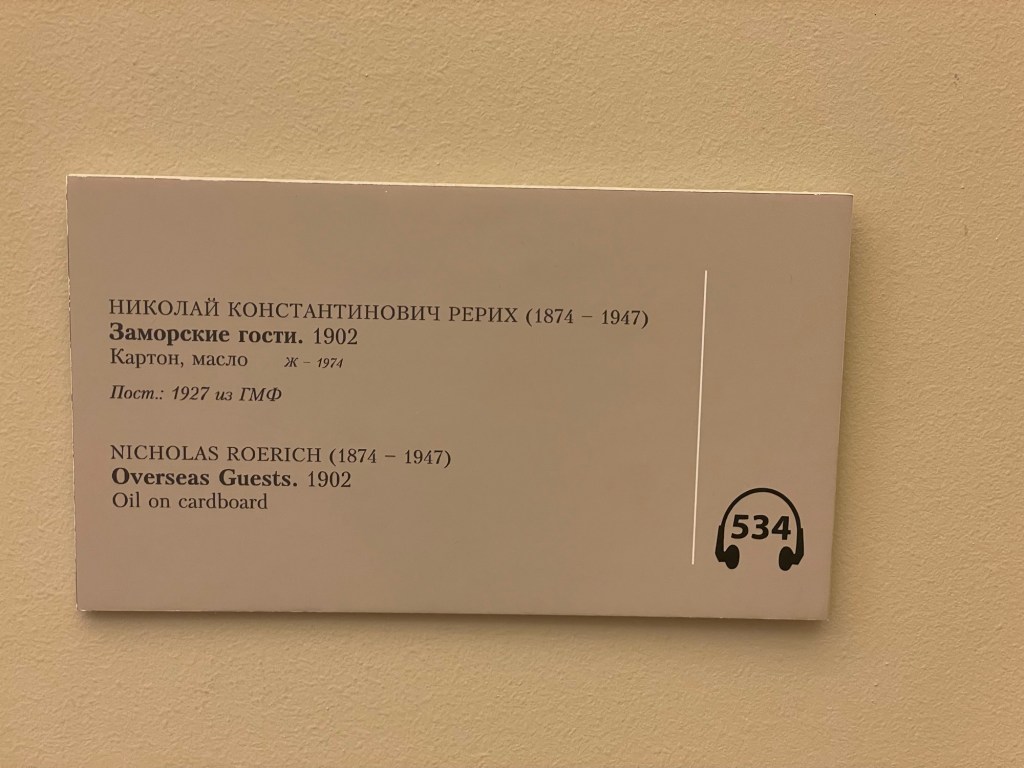 НИКОЛАЙ КОНСТАНТИНОВИЧ РЕРИХ (1874 – 1947)
Заморские гости. 1902
Картон, масло Ж – 1974
Пост.: 1927 из ГМФ
NICHOLAS ROERICH (1874 – 1947)
Overseas Guests. 1902
Oil on cardboard
534